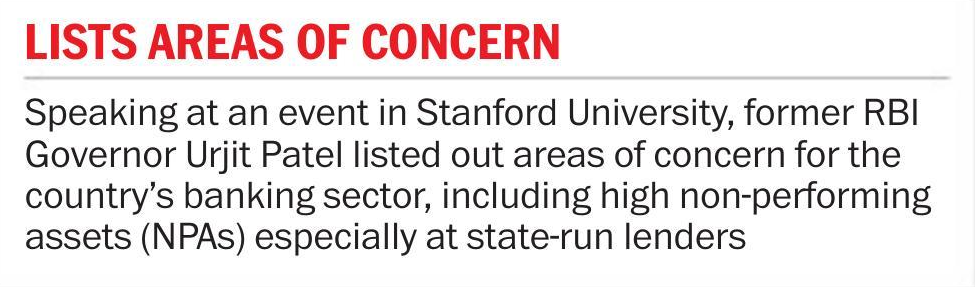 LISTS AREAS OF CONCERN
Speaking at an event in Stanford University, former RBI
Governor Urjit Patel listed out areas of concern for the
country’s banking sector, including high non-performing
assets (NPAs) especially at state-run lenders